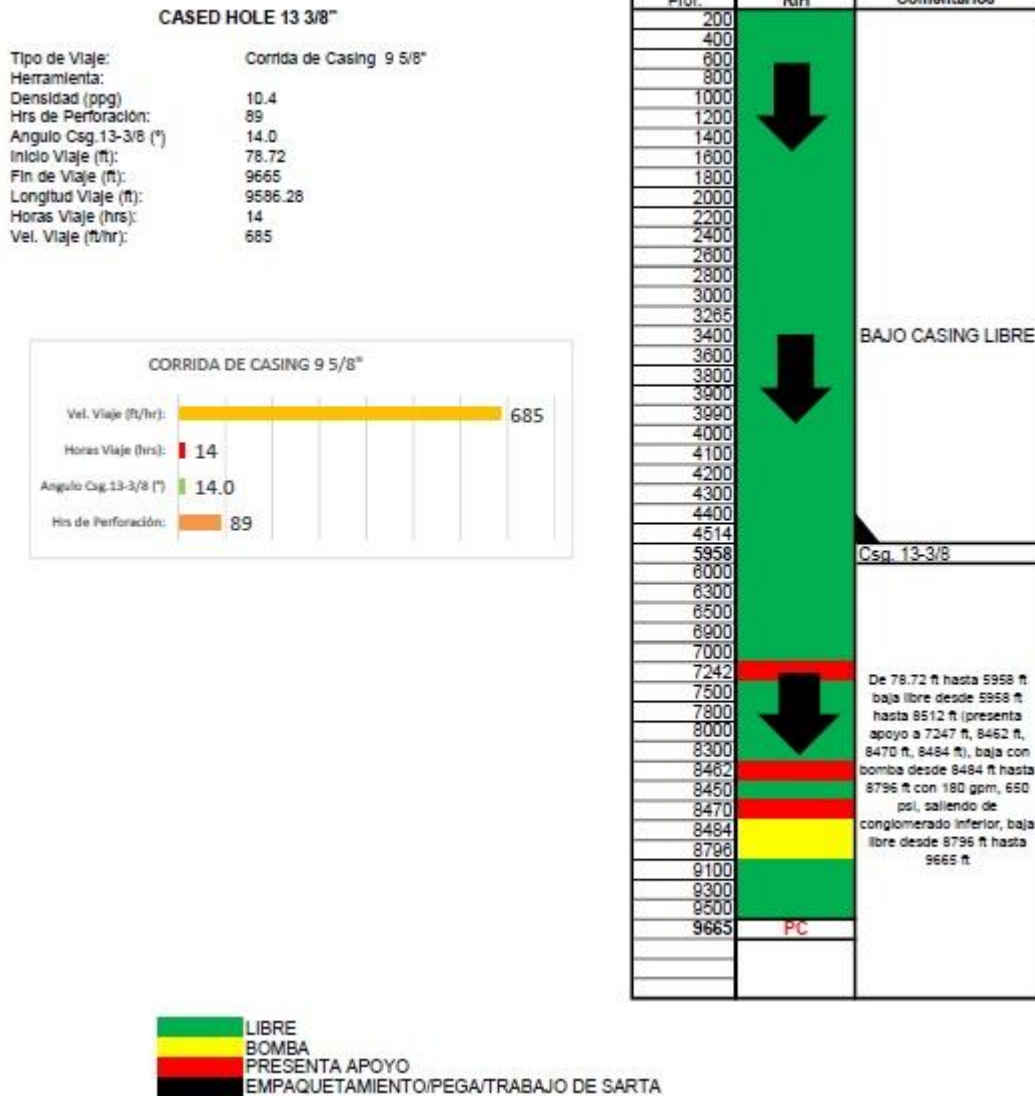 CASED HOLE 13 3/8"
Tipo de Viaje: Corrida de Casing 9 5/8"
Herramienta:
Densidad (ppg) 10.4
Hrs de Perforación: 89
Angulo Csg.13-3/8 (°) 14.0
Inicio Viaje (ft): 78.72
Fin de Viaje (ft): 9665
Longitud Viaje (ft): 9586.28
Horas Viaje (hrs): 14
Vel. Viaje (ft/hr): 685
CORRIDA DE CASING 9 5/8"
Vel. Viaje (ft/hr): 685
Horas Viaje (hrs): 14
Angulo Csg.13-3/8 (°) 14.0
Hrs de Perforación: 89
Prof. RIH Comentarios
200
400
600
800
1000
1200
1400
1600
1800
2000
2200
2400
2600
2800
3000
3265
3400
3600
3800
3900
3990
4000
4100
4200
4300
4400
4514
5958
6000
6300
6500
6900
7000
7242
7500
7800
8000
8300
8462
8450
8470
8484
8796
9100
9300
9500
9665 PC
BAJO CASING LIBRE
Csg. 13-3/8
De 78.72 ft hasta 5958 ft
baja libre desde 5958 ft
hasta 8512 ft (presenta
apoyo a 7247 ft, 8462 ft,
8470 ft, 8484 ft), baja con
bomba desde 8484 ft hasta
8796 ft con 180 gpm, 650
psi, saliendo de
conglomerado inferior, baja
libre desde 8796 ft hasta
9665 ft
LIBRE
BOMBA
PRESENTA APOYO
EMPAQUETAMIENTO/PEGA/TRABAJO DE SARTA